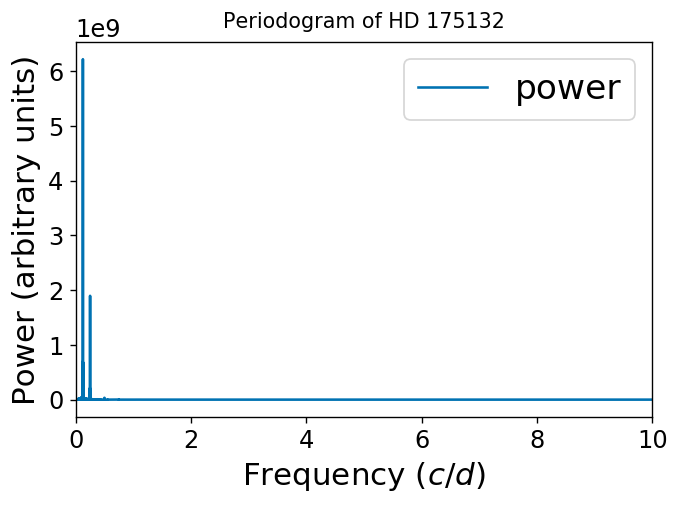 Periodogram of HD 175132
1e9
power
6
5
4
3
2
1
0
Power (arbitrary units)
0 2 4 6 8 10
Frequency (c/d)